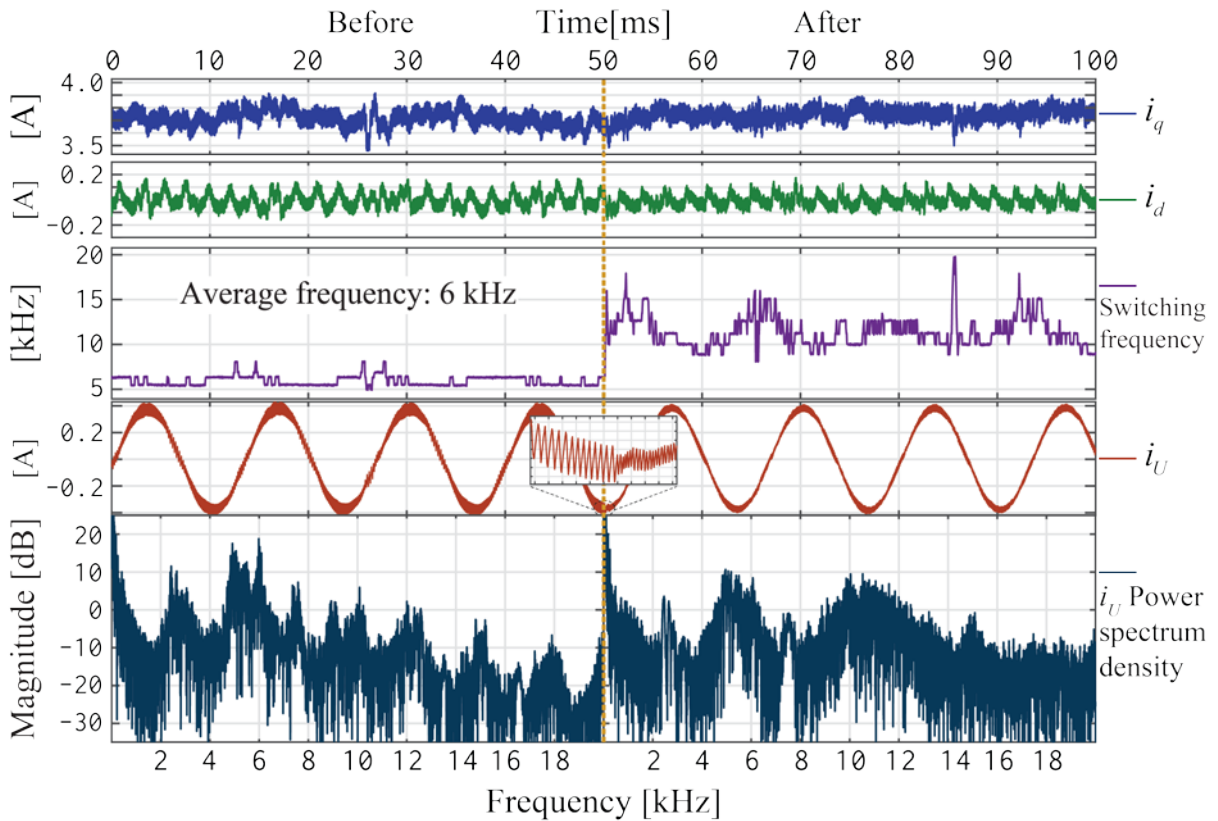 Before Time[ms] After
0 10 20 30 40 50 60 70 80 90 100
[A] 4.0 3.5 i_q
[A] 0.2 -0.2 i_d
[kHz] 20 15 10 5
Average frequency: 6 kHz
Switching
frequency
[A] 0.2 -0.2 i_U
Magnitude [dB] 20 10 0 -10 -20 -30
i_U Power
spectrum
density
2 4 6 8 10 12 14 16 18 2 4 6 8 10 12 14 16 18
Frequency [kHz]